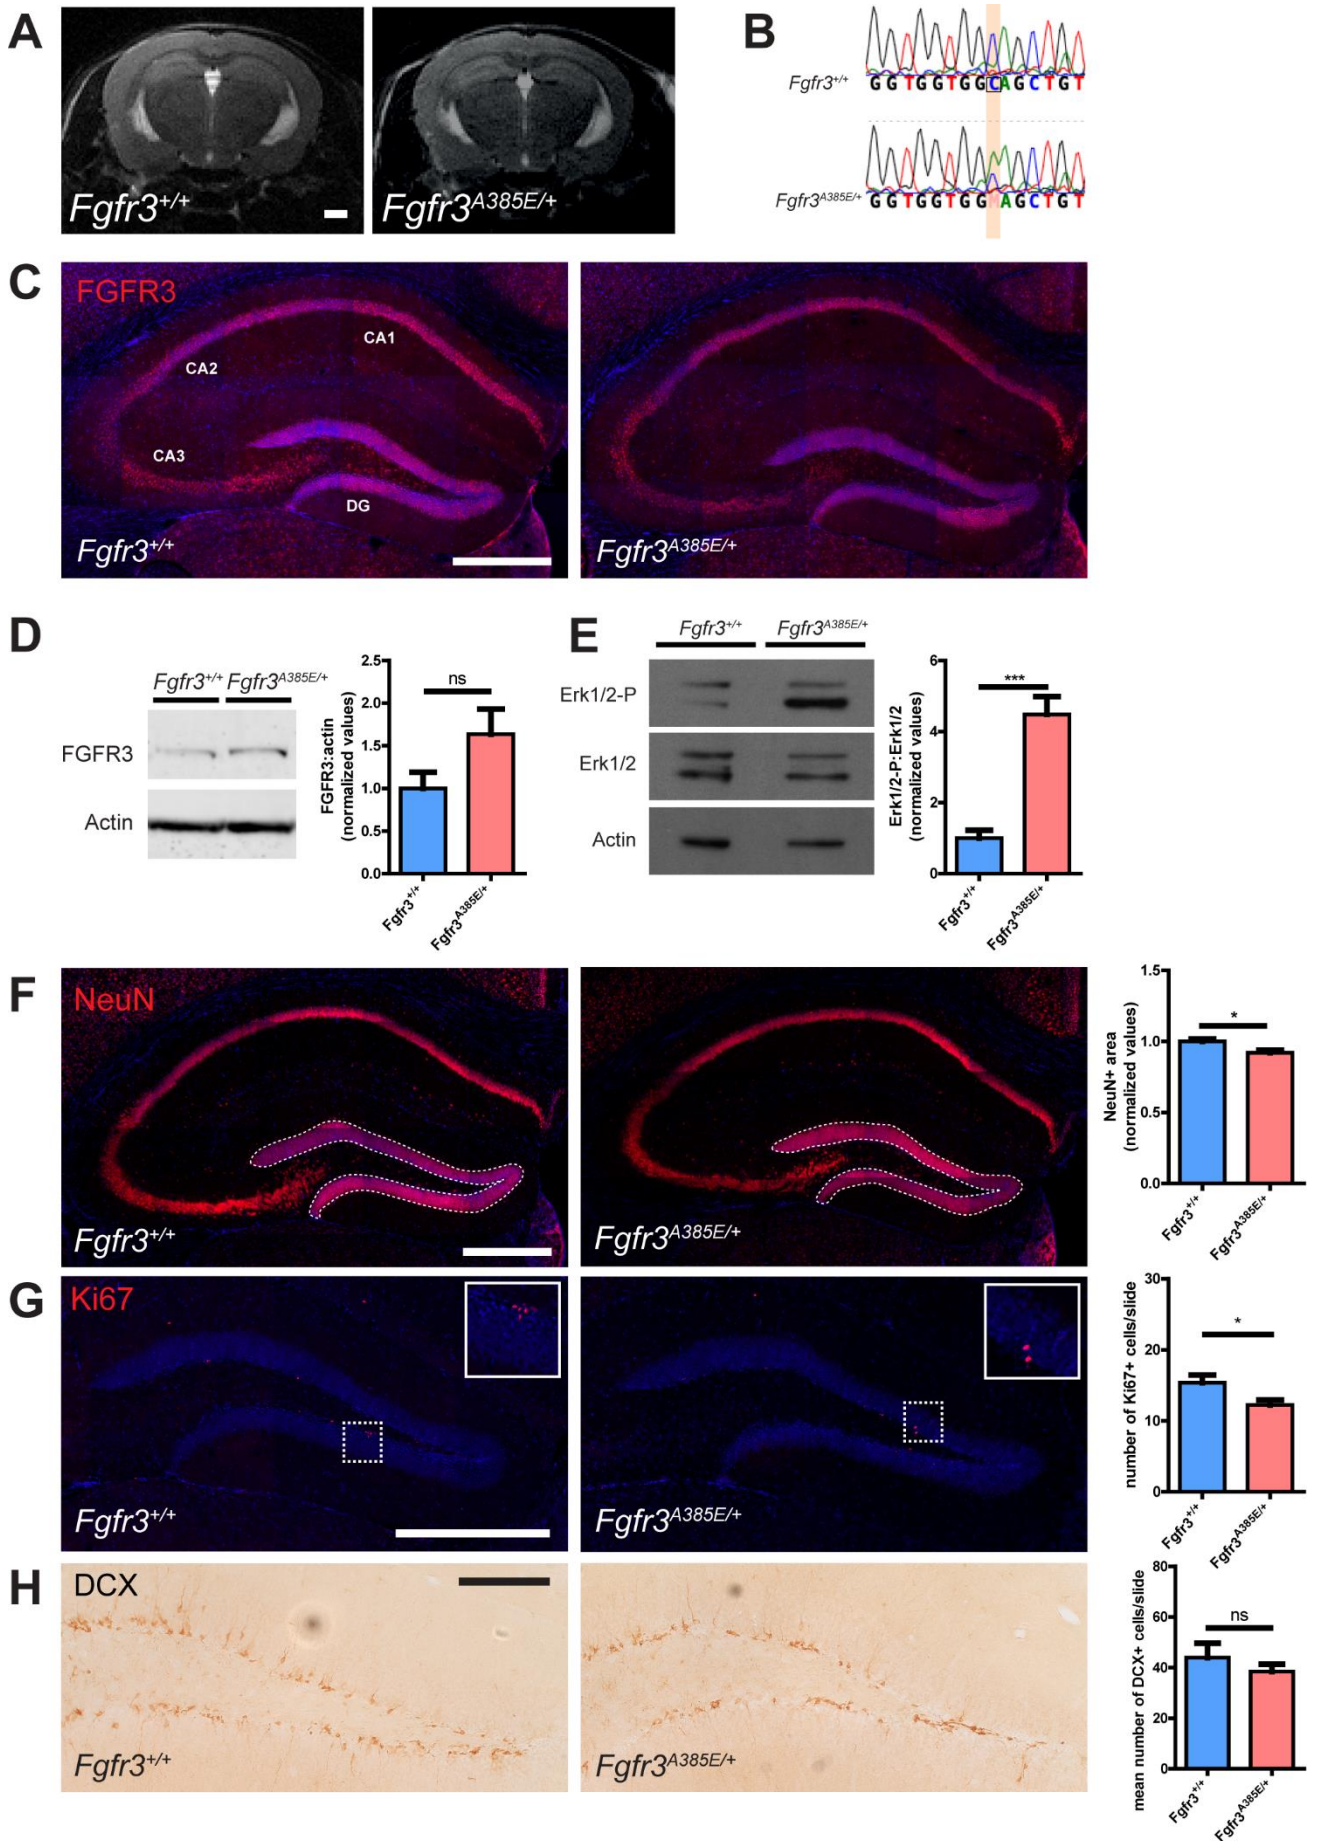 A
Fgfr3+/+
Fgfr3A385E/+
B
Fgfr3+/+
GGTGGTGGCAGCTGT
Fgfr3A385E/+
GGTGGTGGMAGCTGT
C
FGFR3
CA1
CA2
CA3
DG
Fgfr3+/+
Fgfr3A385E/+
D
Fgfr3+/+ Fgfr3A385E/+
FGFR3
Actin
FGFR3:actin
(normalized values)
2.5
2.0
1.5
1.0
0.5
0.0
ns
Fgfr3+/+
Fgfr3A385E/+
E
Fgfr3+/+
Fgfr3A385E/+
Erk1/2-P
Erk1/2
Actin
Erk1/2-P:Erk1/2
(normalized values)
6
4
2
0
***
Fgfr3+/+
Fgfr3A385E/+
F
NeuN
Fgfr3+/+
Fgfr3A385E/+
NeuN+ area
(normalized values)
1.5
1.0
0.5
0.0
*
Fgfr3+/+
Fgfr3A385E/+
G
Ki67
Fgfr3+/+
Fgfr3A385E/+
number of Ki67+ cells/slide
30
20
10
0
*
Fgfr3+/+
Fgfr3A385E/+
H
DCX
Fgfr3+/+
Fgfr3A385E/+
mean number of DCX+ cells/slide
80
60
40
20
0
ns
Fgfr3+/+
Fgfr3A385E/+